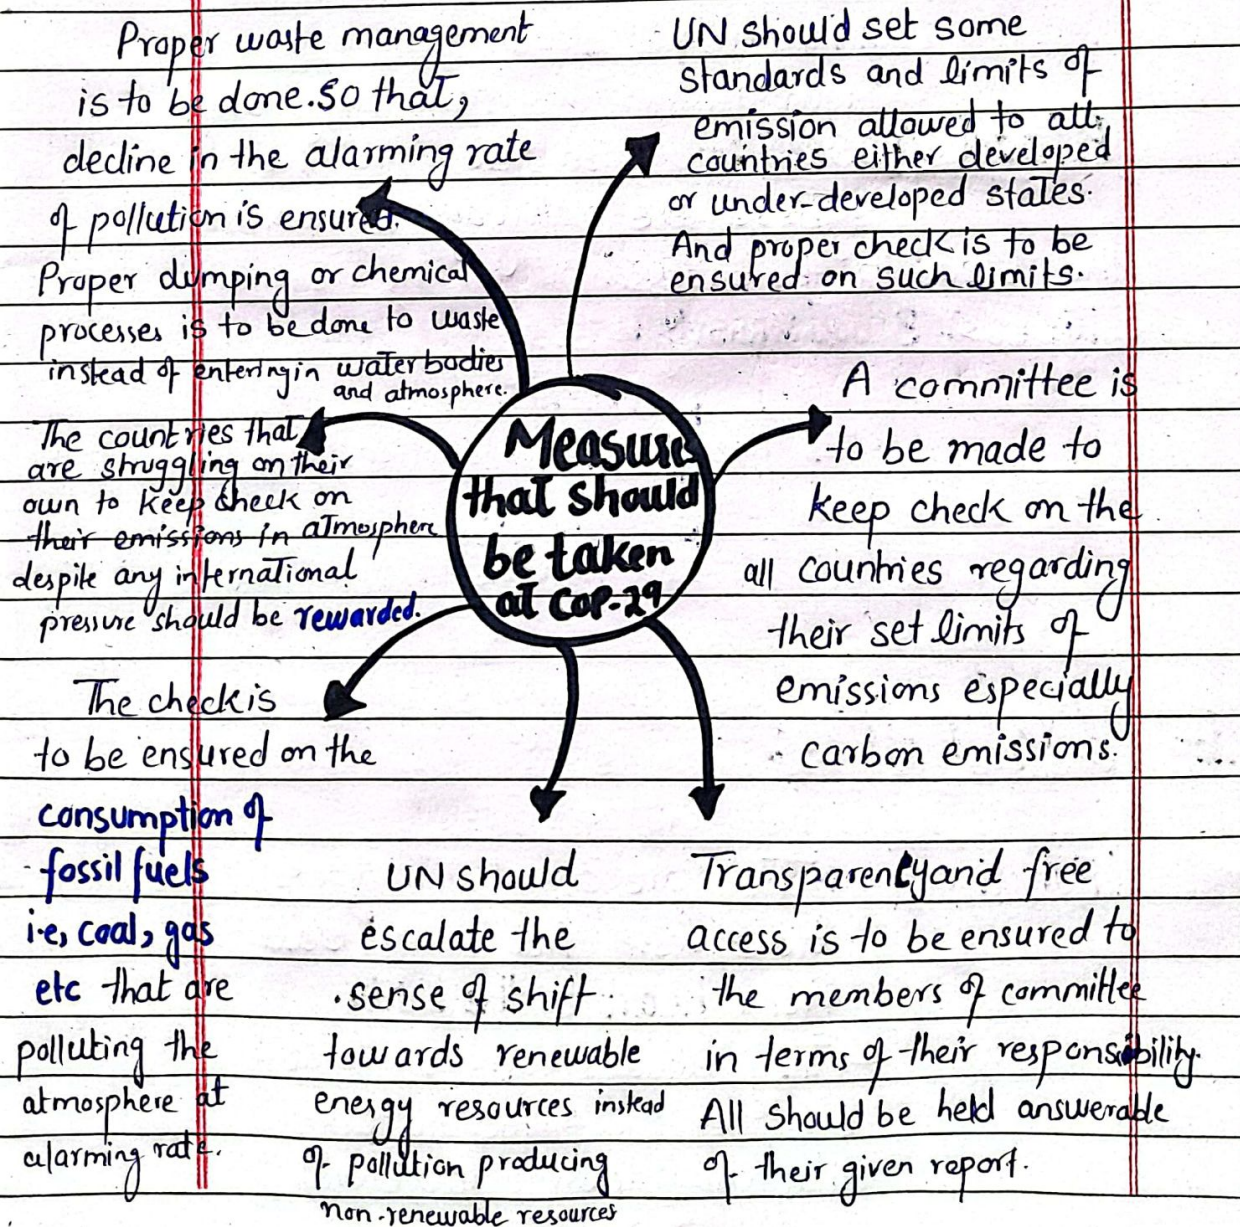 Measures
that should
be taken
at COP-29
UN should set some
standards and limits of
emission allowed to all
countries either developed
or under-developed states.
And proper check is to be
ensured on such limits.
A committee is
to be made to
keep check on the
all countries regarding
their set limits of
emissions especially
carbon emissions.
Transparency and free
access is to be ensured to
the members of committee
in terms of their responsibility.
All should be held answerable
of their given report.
UN should
escalate the
sense of shift
towards renewable
energy resources instead
of pollution producing
non-renewable resources
The check is
to be ensured on the
consumption of
fossil fuels
i.e, coal, gas
etc that are
polluting the
atmosphere at
alarming rate.
The countries that
are struggling on their
own to keep check on
their emissions in atmosphere
despite any international
pressure should be rewarded.
Proper waste management
is to be done. So that,
decline in the alarming rate
of pollution is ensured.
Proper dumping or chemical
processes is to be done to waste
instead of entering in water bodies
and atmosphere.